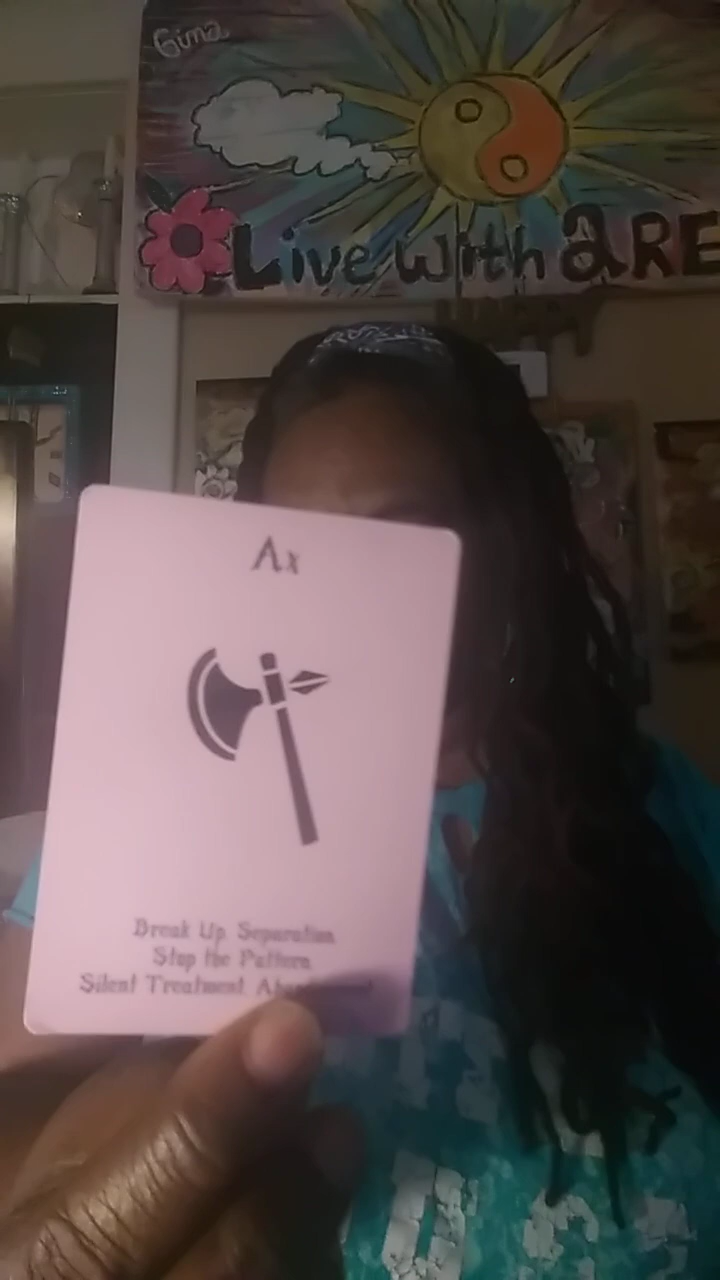 Gina
Live with ARE
Ax
Break Up Separation
Stop the Pattern
Silent Treatment